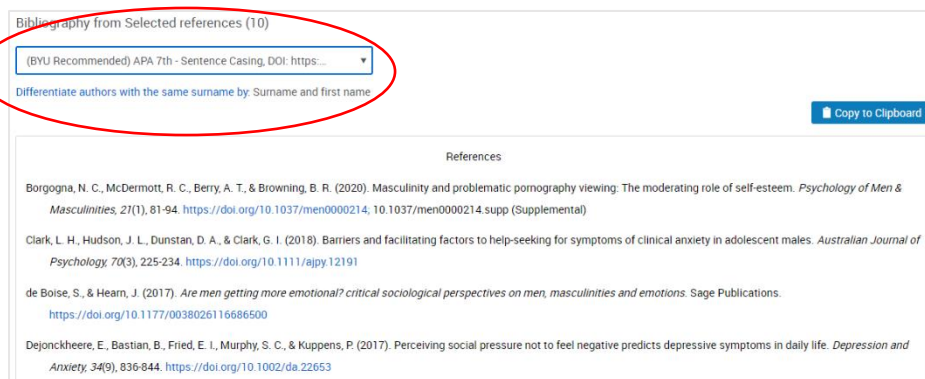 Bibliography from Selected references (10)
(BYU Recommended) APA 7th - Sentence Casing, DOI: https:...
Differentiate authors with the same surname by: Surname and first name
Copy to Clipboard
References
Borgogna, N. C., McDermott, R. C., Berry, A. T., & Browning, B. R. (2020). Masculinity and problematic pornography viewing: The moderating role of self-esteem. Psychology of Men &
Masculinities, 21(1), 81-94. https://doi.org/10.1037/men0000214; 10.1037/men0000214.supp (Supplemental)
Clark, L. H., Hudson, J. L., Dunstan, D. A., & Clark, G. I. (2018). Barriers and facilitating factors to help-seeking for symptoms of clinical anxiety in adolescent males. Australian Journal of
Psychology, 70(3), 225-234. https://doi.org/10.1111/ajpy.12191
de Boise, S., & Hearn, J. (2017). Are men getting more emotional? critical sociological perspectives on men, masculinities and emotions. Sage Publications.
https://doi.org/10.1177/0038026116686500
Dejonckheere, E., Bastian, B., Fried, E. I., Murphy, S. C., & Kuppens, P. (2017). Perceiving social pressure not to feel negative predicts depressive symptoms in daily life. Depression and
Anxiety, 34(9), 836-844. https://doi.org/10.1002/da.22653